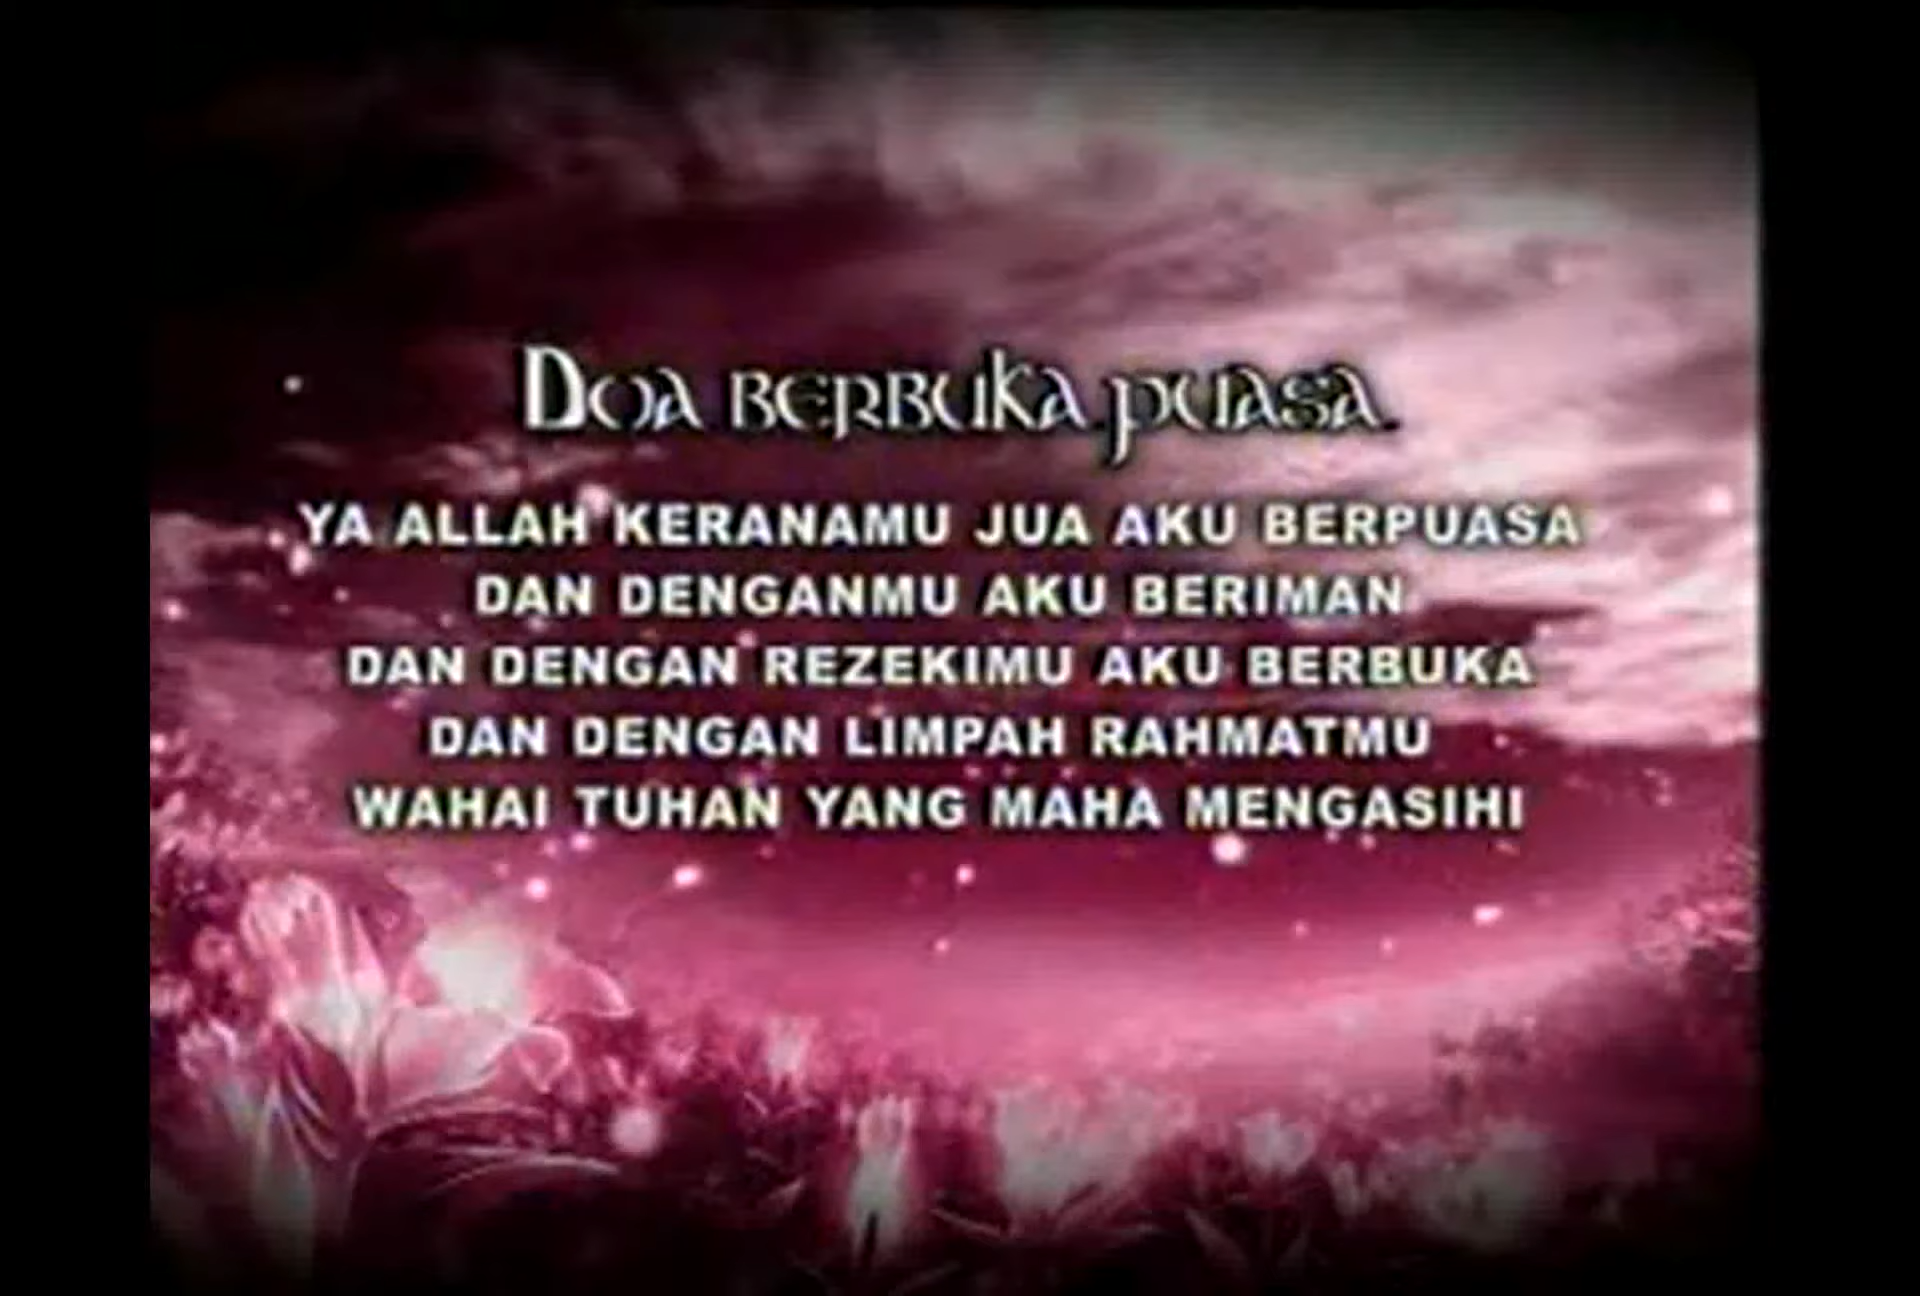 Doa berbuka puasa
YA ALLAH KERANAMU JUA AKU BERPUASA
DAN DENGANMU AKU BERIMAN
DAN DENGAN REZEKIMU AKU BERBUKA
DAN DENGAN LIMPAH RAHMATMU
WAHAI TUHAN YANG MAHA MENGASIHI